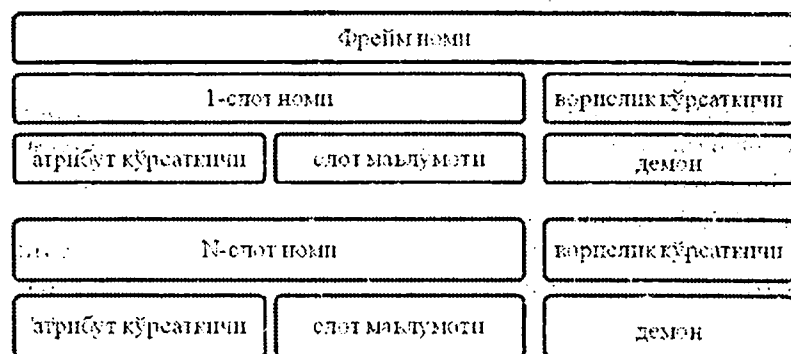 Фрейм номи
1-слот номи ворислик кўрсаткичи
атрибут кўрсаткичи слот маълумоти демон
N-слот номи ворислик кўрсаткичи
атрибут кўрсаткичи слот маълумоти демон